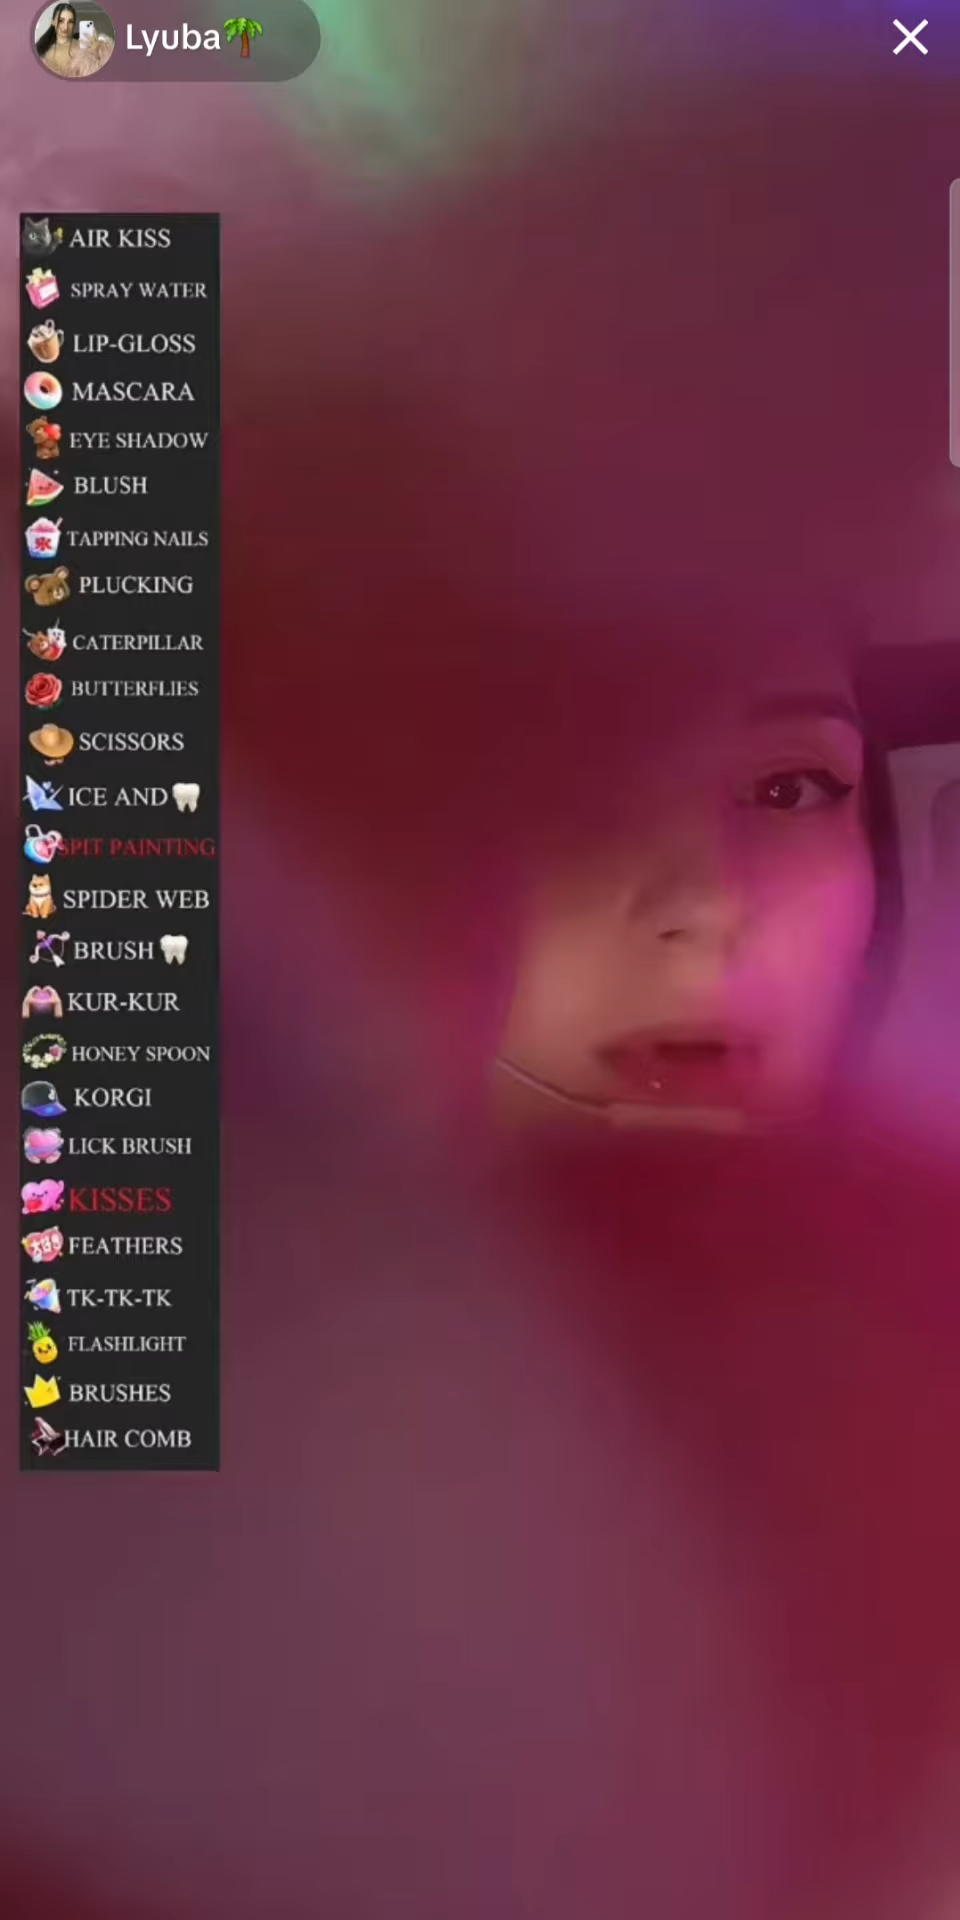 Lyuba🌴
AIR KISS
SPRAY WATER
LIP-GLOSS
MASCARA
EYE SHADOW
BLUSH
TAPPING NAILS
PLUCKING
CATERPILLAR
BUTTERFLIES
SCISSORS
ICE AND🦷
SPIT PAINTING
SPIDER WEB
BRUSH🦷
KUR-KUR
HONEY SPOON
KORGI
LICK BRUSH
KISSES
FEATHERS
TK-TK-TK
FLASHLIGHT
BRUSHES
HAIR COMB